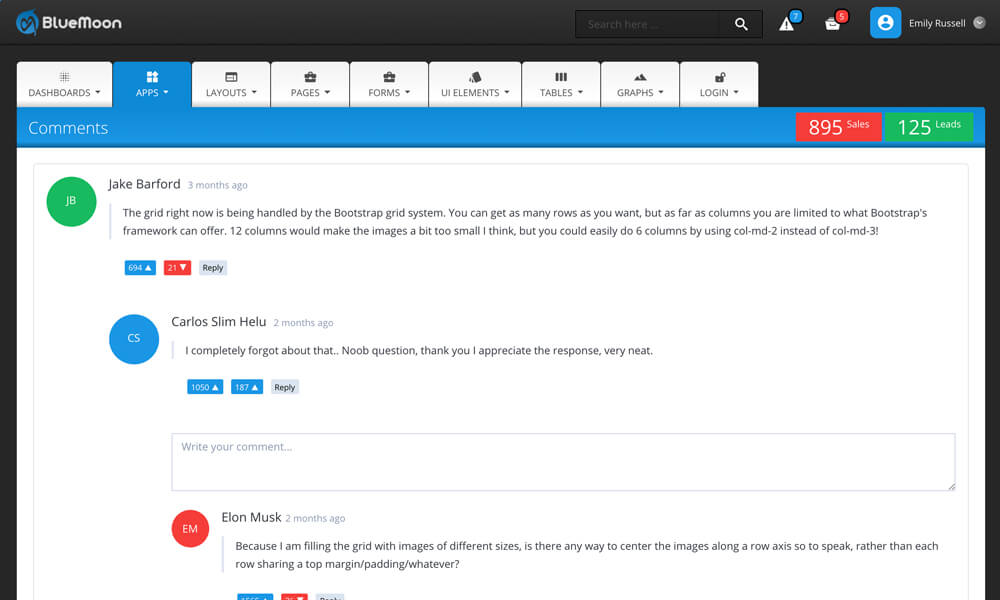 BlueMoon
Search here ...
7
5
Emily Russell
DASHBOARDS
APPS
LAYOUTS
PAGES
FORMS
UI ELEMENTS
TABLES
GRAPHS
LOGIN
Comments
895 Sales
125 Leads
JB
Jake Barford 3 months ago
The grid right now is being handled by the Bootstrap grid system. You can get as many rows as you want, but as far as columns you are limited to what Bootstrap's
framework can offer. 12 columns would make the images a bit too small I think, but you could easily do 6 columns by using col-md-2 instead of col-md-3!
694 ▲ 21 ▼ Reply
CS
Carlos Slim Helu 2 months ago
I completely forgot about that.. Noob question, thank you I appreciate the response, very neat.
1050 ▲ 187 ▲ Reply
Write your comment...
EM
Elon Musk 2 months ago
Because I am filling the grid with images of different sizes, is there any way to center the images along a row axis so to speak, rather than each
row sharing a top margin/padding/whatever?
Reply